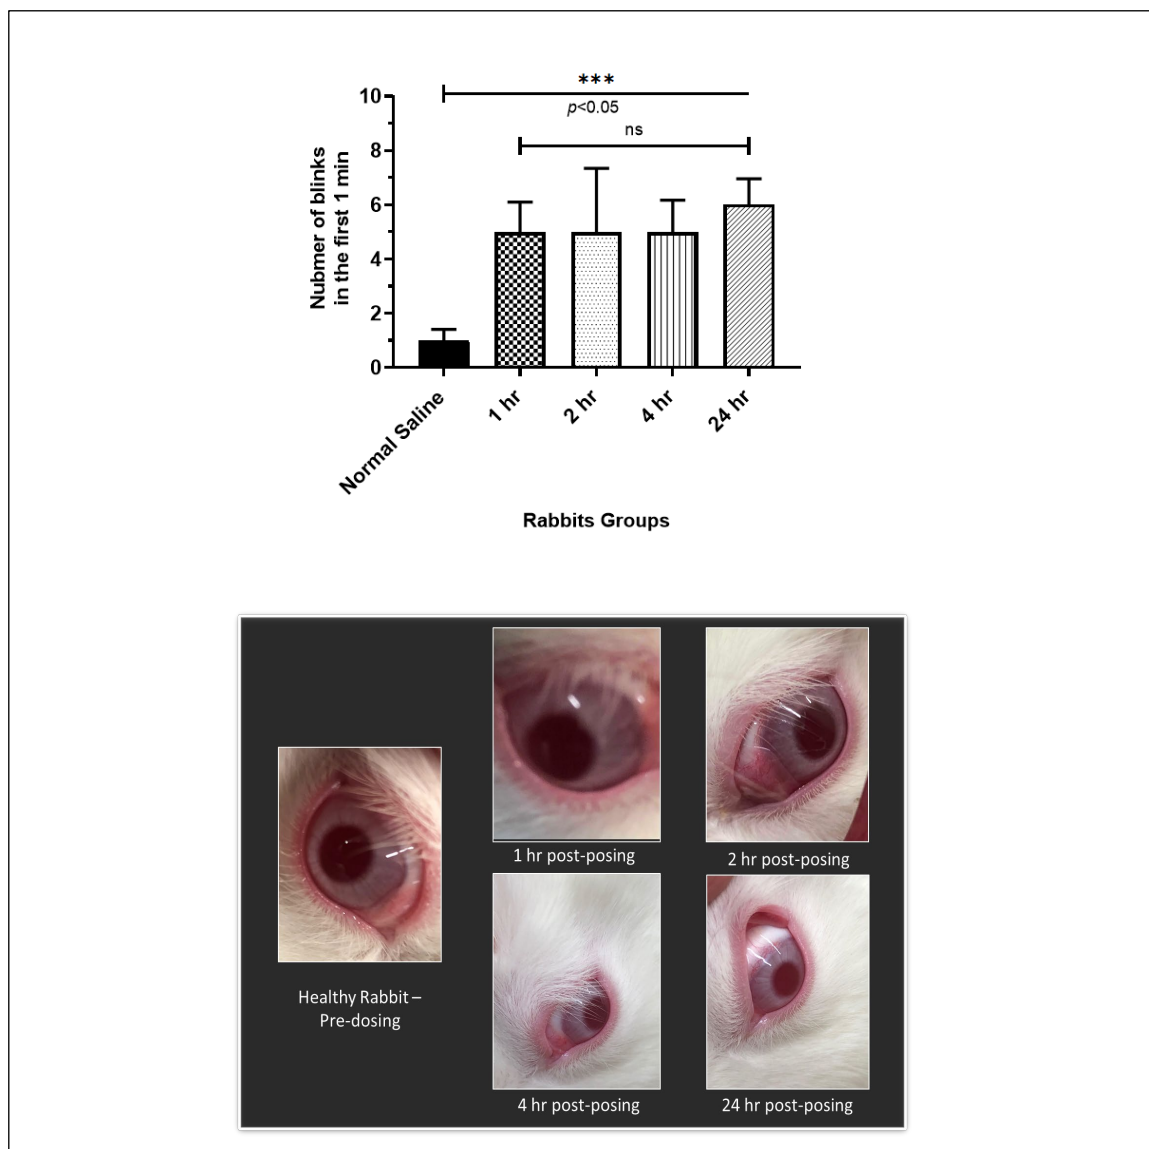 ***
p<0.05
ns
10
8
6
4
2
0
Nubmer of blinks
in the first 1 min
Normal Saline
1 hr
2 hr
4 hr
24 hr
Rabbits Groups
1 hr post-posing
2 hr post-posing
Healthy Rabbit –
Pre-dosing
4 hr post-posing
24 hr post-posing